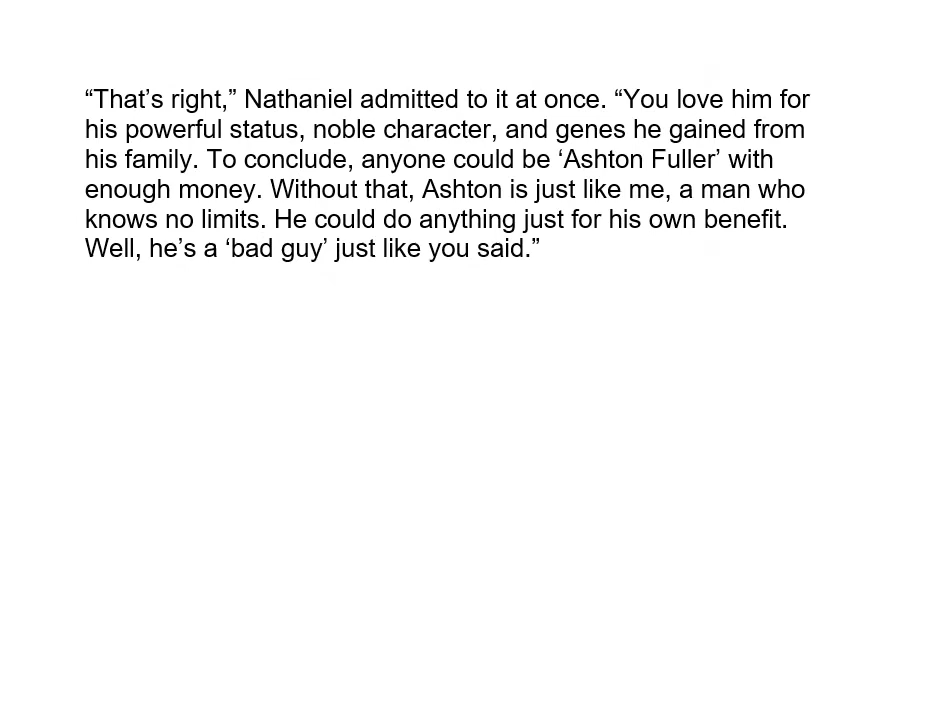 “That’s right,” Nathaniel admitted to it at once. “You love him for
his powerful status, noble character, and genes he gained from
his family. To conclude, anyone could be ‘Ashton Fuller’ with
enough money. Without that, Ashton is just like me, a man who
knows no limits. He could do anything just for his own benefit.
Well, he’s a ‘bad guy’ just like you said.”